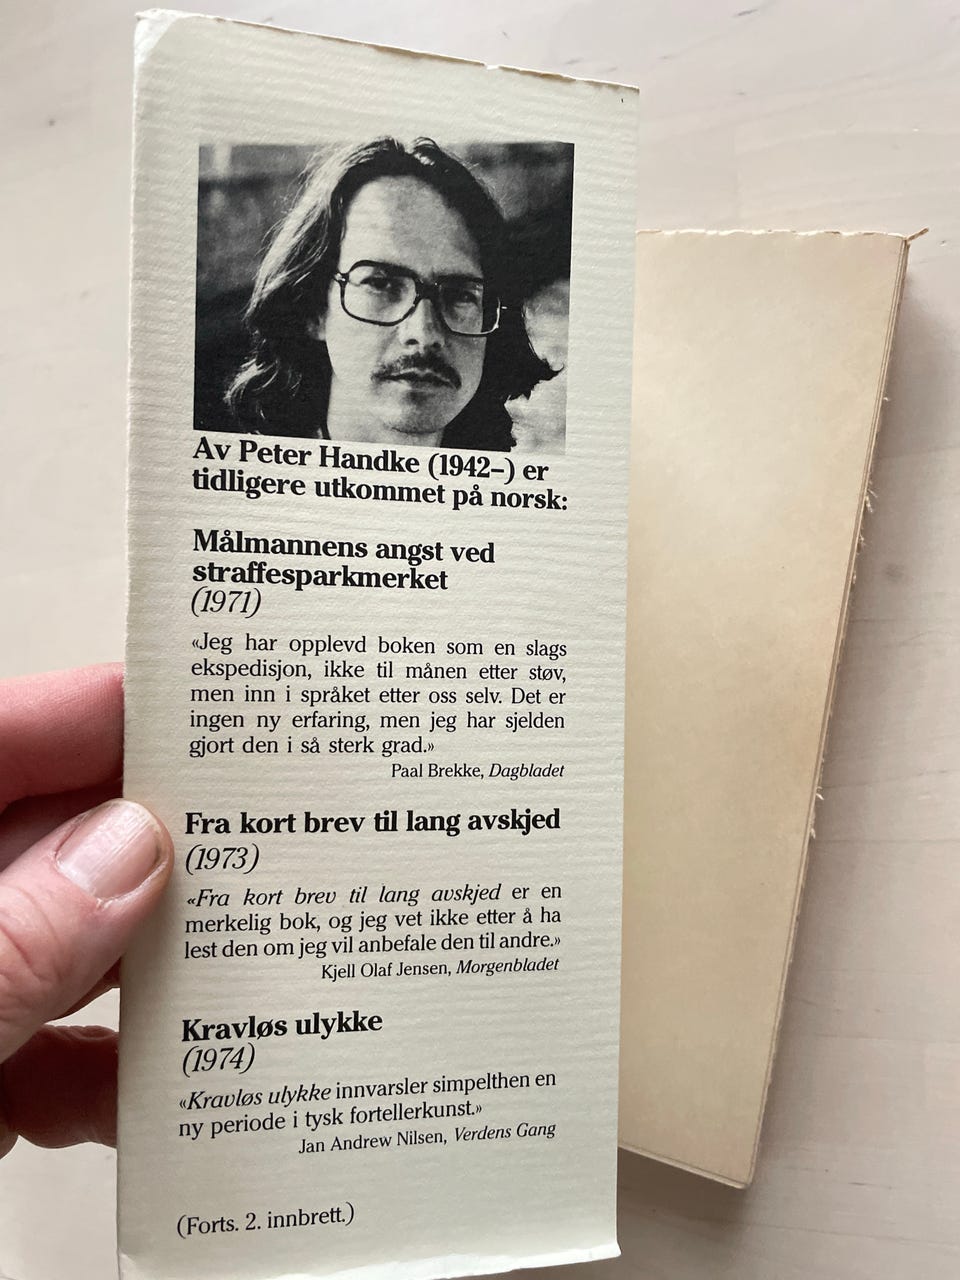 Av Peter Handke (1942–) er
tidligere utkommet på norsk:
Målmannens angst ved
straffesparkmerket
(1971)
«Jeg har opplevd boken som en slags
ekspedisjon, ikke til månen etter støv,
men inn i språket etter oss selv. Det er
ingen ny erfaring, men jeg har sjelden
gjort den i så sterk grad.»
Paal Brekke, Dagbladet
Fra kort brev til lang avskjed
(1973)
«Fra kort brev til lang avskjed er en
merkelig bok, og jeg vet ikke etter å ha
lest den om jeg vil anbefale den til andre.»
Kjell Olaf Jensen, Morgenbladet
Kravløs ulykke
(1974)
«Kravløs ulykke innvarsler simpelthen en
ny periode i tysk fortellerkunst.»
Jan Andrew Nilsen, Verdens Gang
(Forts. 2. innbrett.)